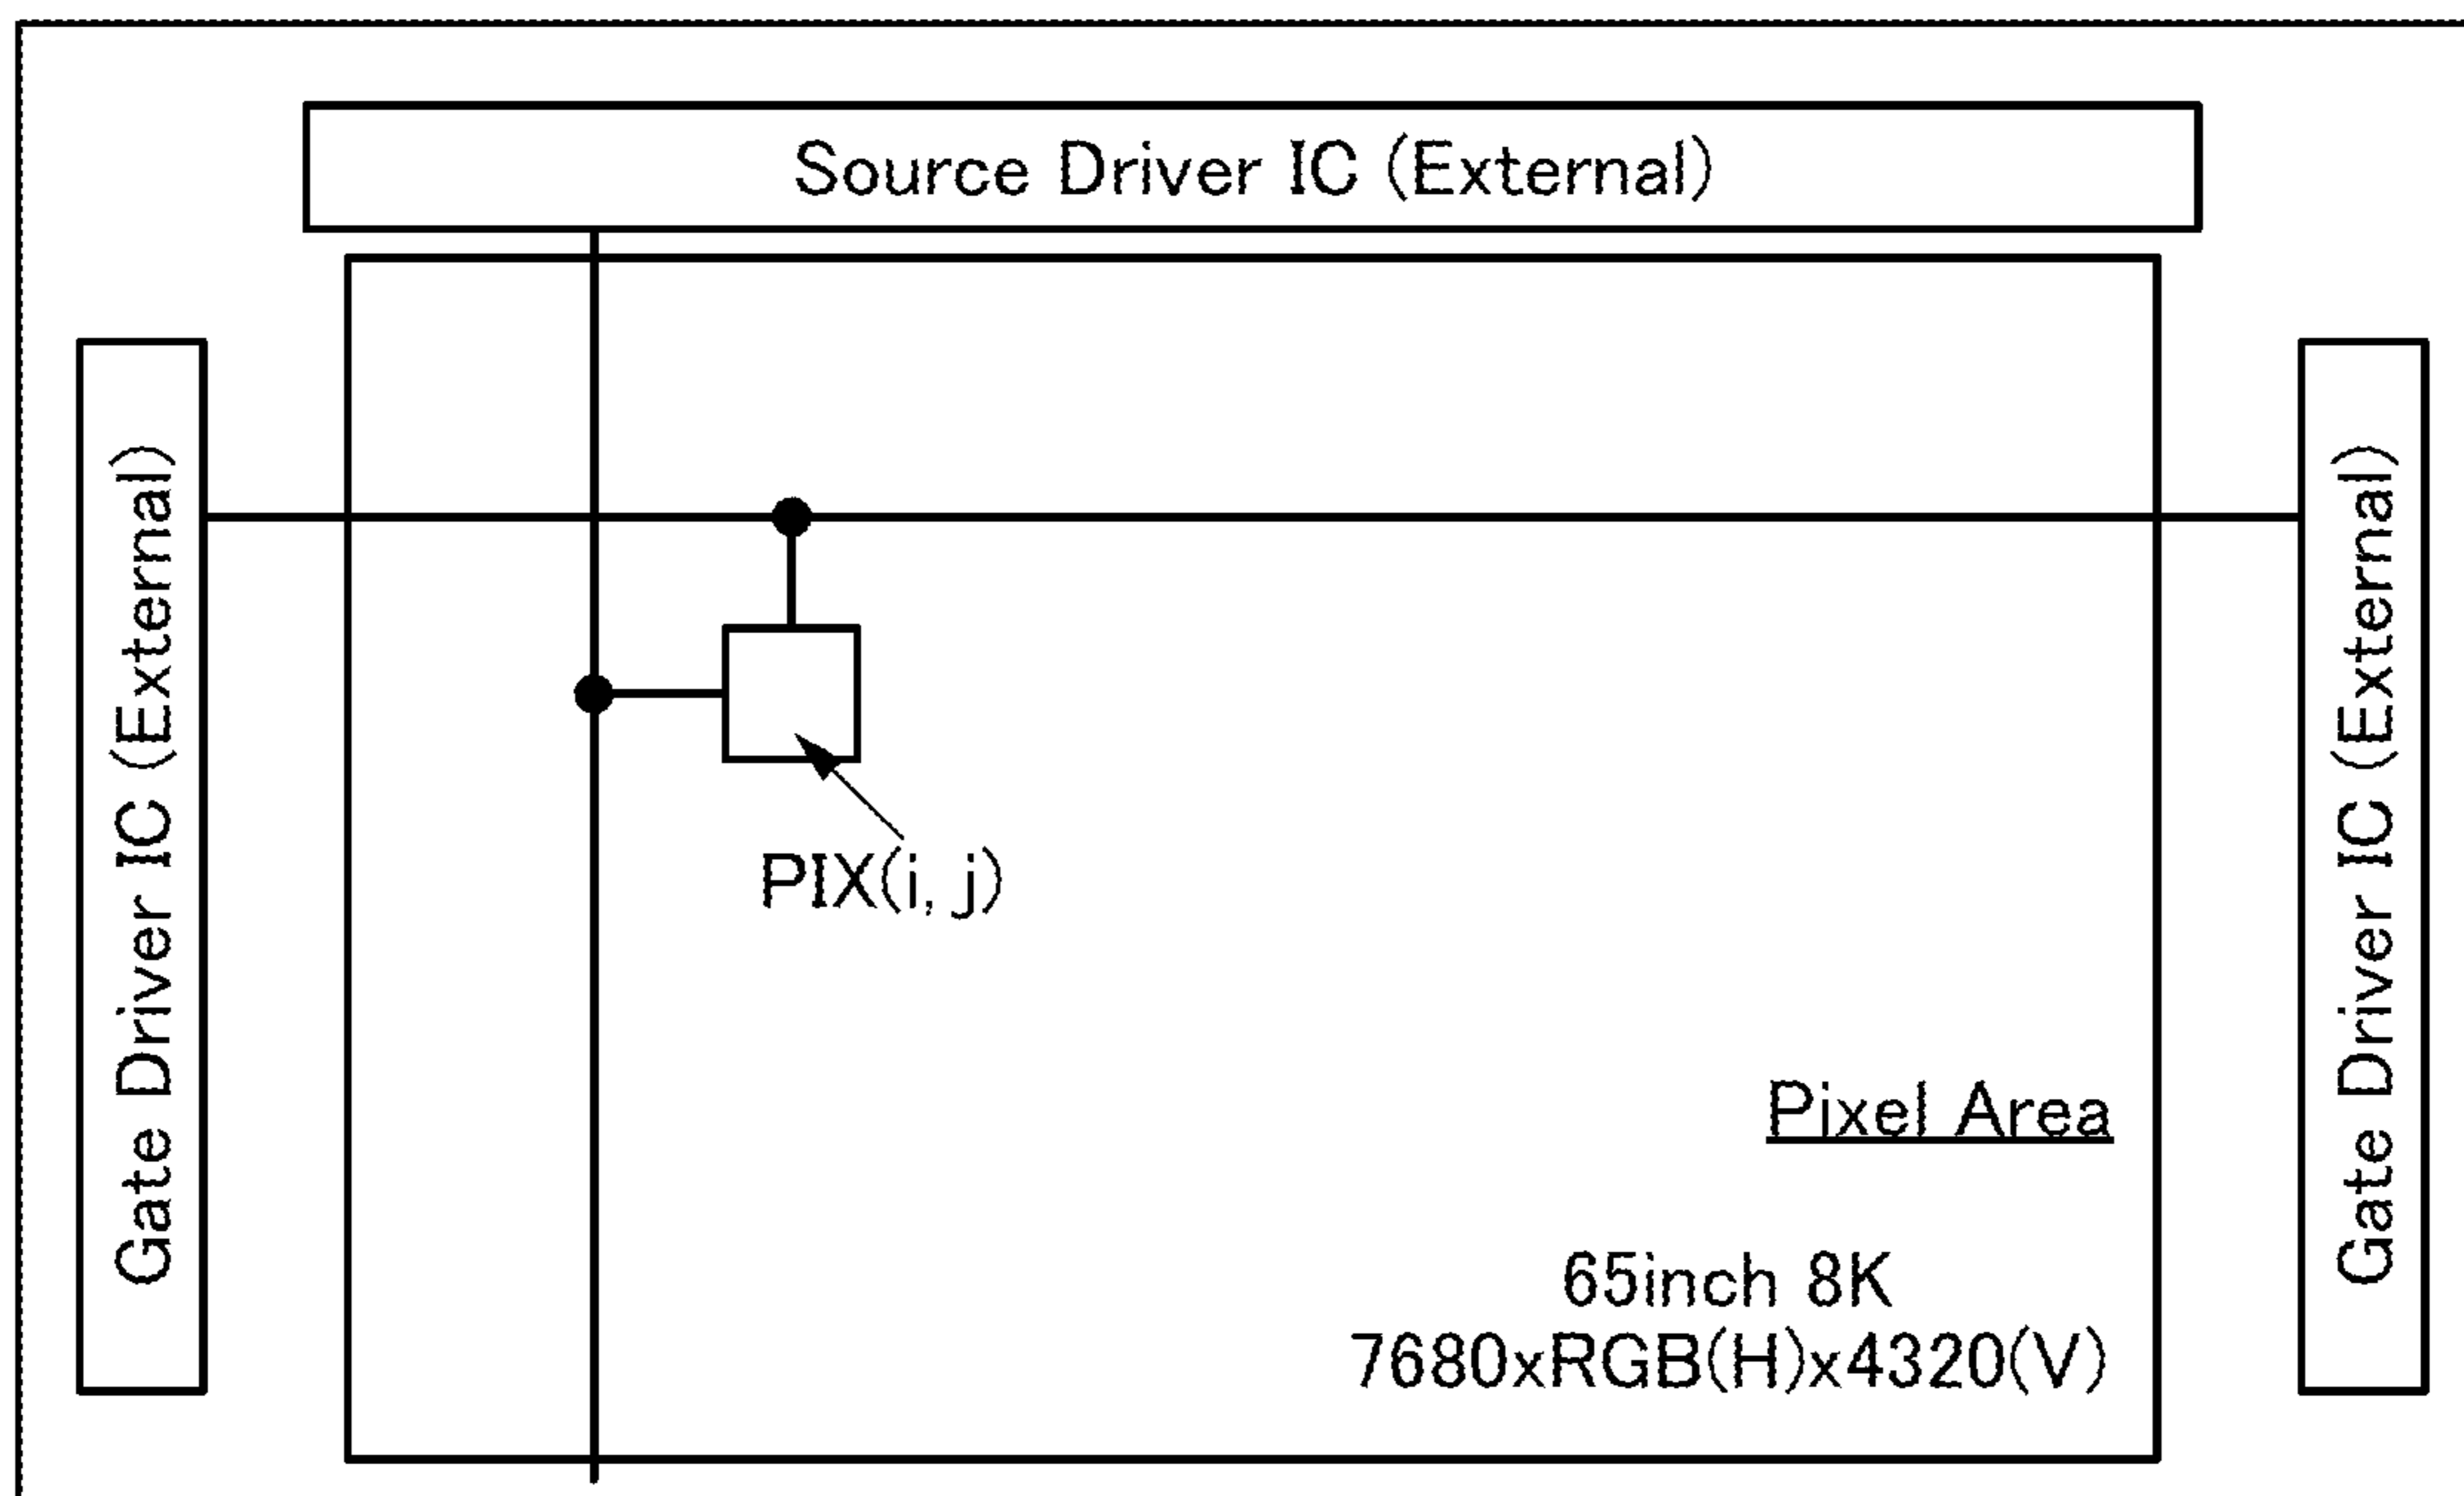 Source Driver IC (External)
Gate Driver IC (External)
Gate Driver IC (External)
PIX(i, j)
Pixel Area
65inch 8K
7680xRGB(H)x4320(V)